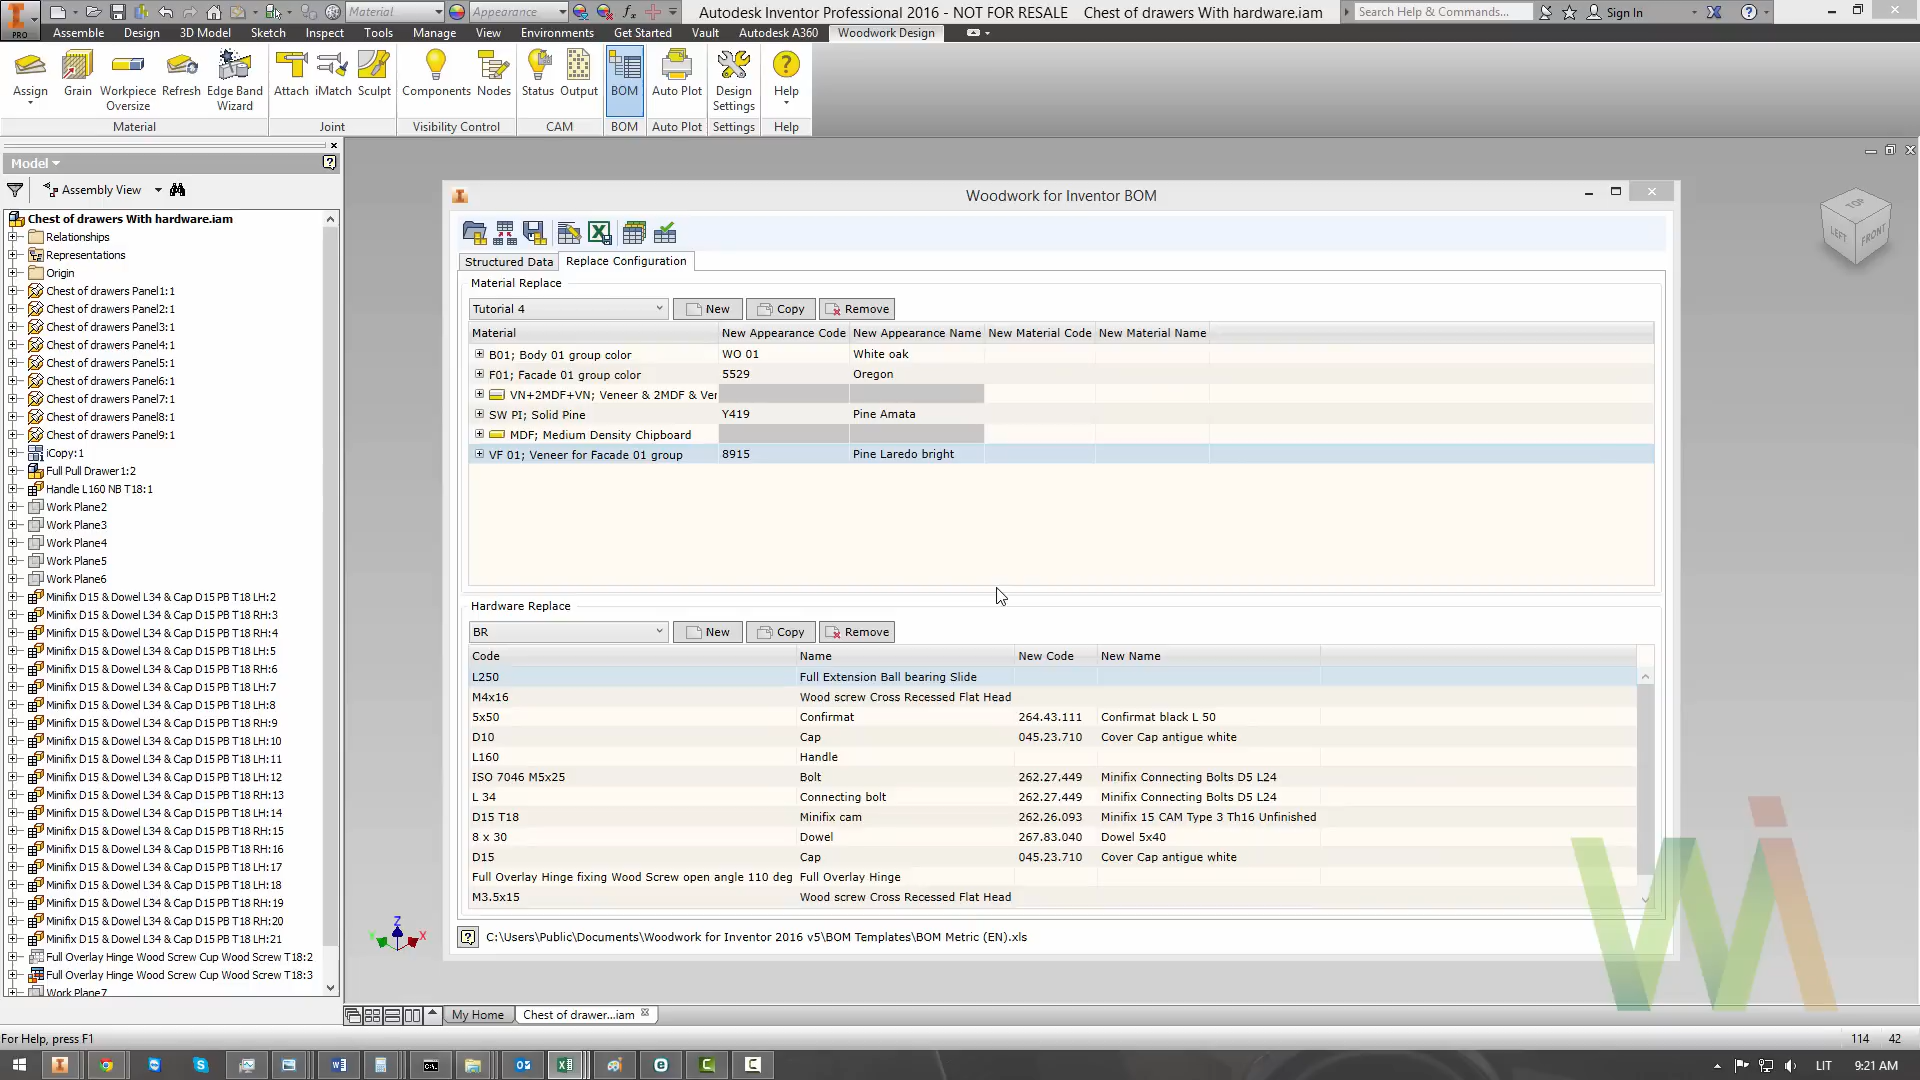 Material
Appearance
Autodesk Inventor Professional 2016 - NOT FOR RESALE Chest of drawers With hardware.iam
Search Help & Commands...
Sign In
PRO
Assemble Design 3D Model Sketch Inspect Tools Manage View Environments Get Started Vault Autodesk A360 Woodwork Design
Assign
Grain
Workpiece
Oversize
Refresh
Edge Band
Wizard
Attach
iMatch
Sculpt
Components
Nodes
Status
Output
BOM
Auto Plot
Design
Settings
Help
Material
Joint
Visibility Control
CAM
BOM
Auto Plot
Settings
Help
Model
Assembly View
Chest of drawers With hardware.iam
Relationships
Representations
Origin
Chest of drawers Panel1:1
Chest of drawers Panel2:1
Chest of drawers Panel3:1
Chest of drawers Panel4:1
Chest of drawers Panel5:1
Chest of drawers Panel6:1
Chest of drawers Panel7:1
Chest of drawers Panel8:1
Chest of drawers Panel9:1
iCopy:1
Full Pull Drawer1:2
Handle L160 NB T18:1
Work Plane2
Work Plane3
Work Plane4
Work Plane5
Work Plane6
Minifix D15 & Dowel L34 & Cap D15 PB T18 LH:2
Minifix D15 & Dowel L34 & Cap D15 PB T18 RH:3
Minifix D15 & Dowel L34 & Cap D15 PB T18 RH:4
Minifix D15 & Dowel L34 & Cap D15 PB T18 LH:5
Minifix D15 & Dowel L34 & Cap D15 PB T18 RH:6
Minifix D15 & Dowel L34 & Cap D15 PB T18 LH:7
Minifix D15 & Dowel L34 & Cap D15 PB T18 LH:8
Minifix D15 & Dowel L34 & Cap D15 PB T18 RH:9
Minifix D15 & Dowel L34 & Cap D15 PB T18 LH:10
Minifix D15 & Dowel L34 & Cap D15 PB T18 LH:11
Minifix D15 & Dowel L34 & Cap D15 PB T18 LH:12
Minifix D15 & Dowel L34 & Cap D15 PB T18 RH:13
Minifix D15 & Dowel L34 & Cap D15 PB T18 LH:14
Minifix D15 & Dowel L34 & Cap D15 PB T18 RH:15
Minifix D15 & Dowel L34 & Cap D15 PB T18 RH:16
Minifix D15 & Dowel L34 & Cap D15 PB T18 LH:17
Minifix D15 & Dowel L34 & Cap D15 PB T18 LH:18
Minifix D15 & Dowel L34 & Cap D15 PB T18 RH:19
Minifix D15 & Dowel L34 & Cap D15 PB T18 RH:20
Minifix D15 & Dowel L34 & Cap D15 PB T18 LH:21
Full Overlay Hinge Wood Screw Cup Wood Screw T18:2
Full Overlay Hinge Wood Screw Cup Wood Screw T18:3
Work Plane7
TOP
LEFT
FRONT
Woodwork for Inventor BOM
Structured Data
Replace Configuration
Material Replace
Tutorial 4
New
Copy
Remove
Material New Appearance Code New Appearance Name New Material Code New Material Name
B01; Body 01 group color WO 01 White oak
F01; Facade 01 group color 5529 Oregon
VN+2MDF+VN; Veneer & 2MDF & Ver
SW PI; Solid Pine Y419 Pine Amata
MDF; Medium Density Chipboard
VF 01; Veneer for Facade 01 group 8915 Pine Laredo bright
Hardware Replace
BR
New
Copy
Remove
Code Name New Code New Name
L250 Full Extension Ball bearing Slide
M4x16 Wood screw Cross Recessed Flat Head
5x50 Confirmat 264.43.111 Confirmat black L 50
D10 Cap 045.23.710 Cover Cap antigue white
L160 Handle
ISO 7046 M5x25 Bolt 262.27.449 Minifix Connecting Bolts D5 L24
L 34 Connecting bolt 262.27.449 Minifix Connecting Bolts D5 L24
D15 T18 Minifix cam 262.26.093 Minifix 15 CAM Type 3 Th16 Unfinished
8 x 30 Dowel 267.83.040 Dowel 5x40
D15 Cap 045.23.710 Cover Cap antigue white
Full Overlay Hinge fixing Wood Screw open angle 110 deg Full Overlay Hinge
M3.5x15 Wood screw Cross Recessed Flat Head
C:\Users\Public\Documents\Woodwork for Inventor 2016 v5\BOM Templates\BOM Metric (EN).xls
Z
Y
X
My Home
Chest of drawer...iam
For Help, press F1
114 42
LIT
9:21 AM